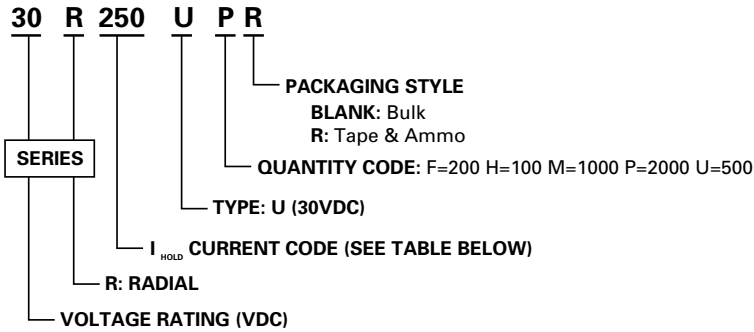 30 R 250 U P R
PACKAGING STYLE
BLANK: Bulk
R: Tape & Ammo
SERIES
QUANTITY CODE: F=200 H=100 M=1000 P=2000 U=500
TYPE: U (30VDC)
I HOLD CURRENT CODE (SEE TABLE BELOW)
R: RADIAL
VOLTAGE RATING (VDC)